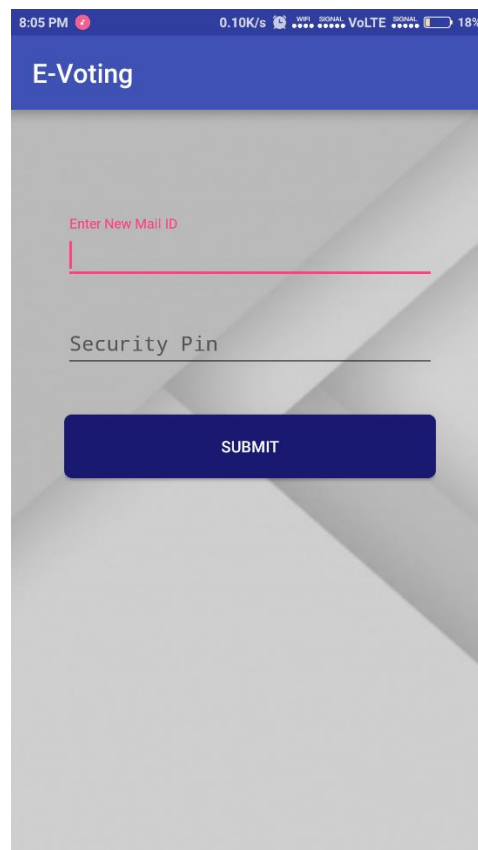 8:05 PM 0.10K/s WIFI SIGNAL VoLTE SIGNAL 18%
E-Voting
Enter New Mail ID
Security Pin
SUBMIT